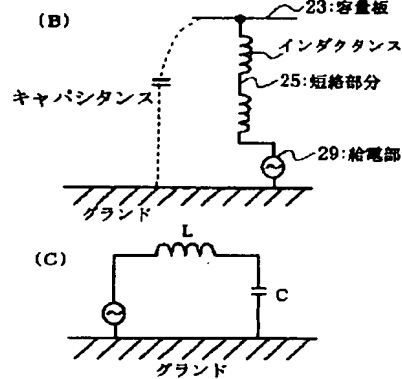 (B)
23:容量板
インダクタンス
25:短絡部分
キャパシタンス
29:給電部
グランド
(C)
L
C
グランド